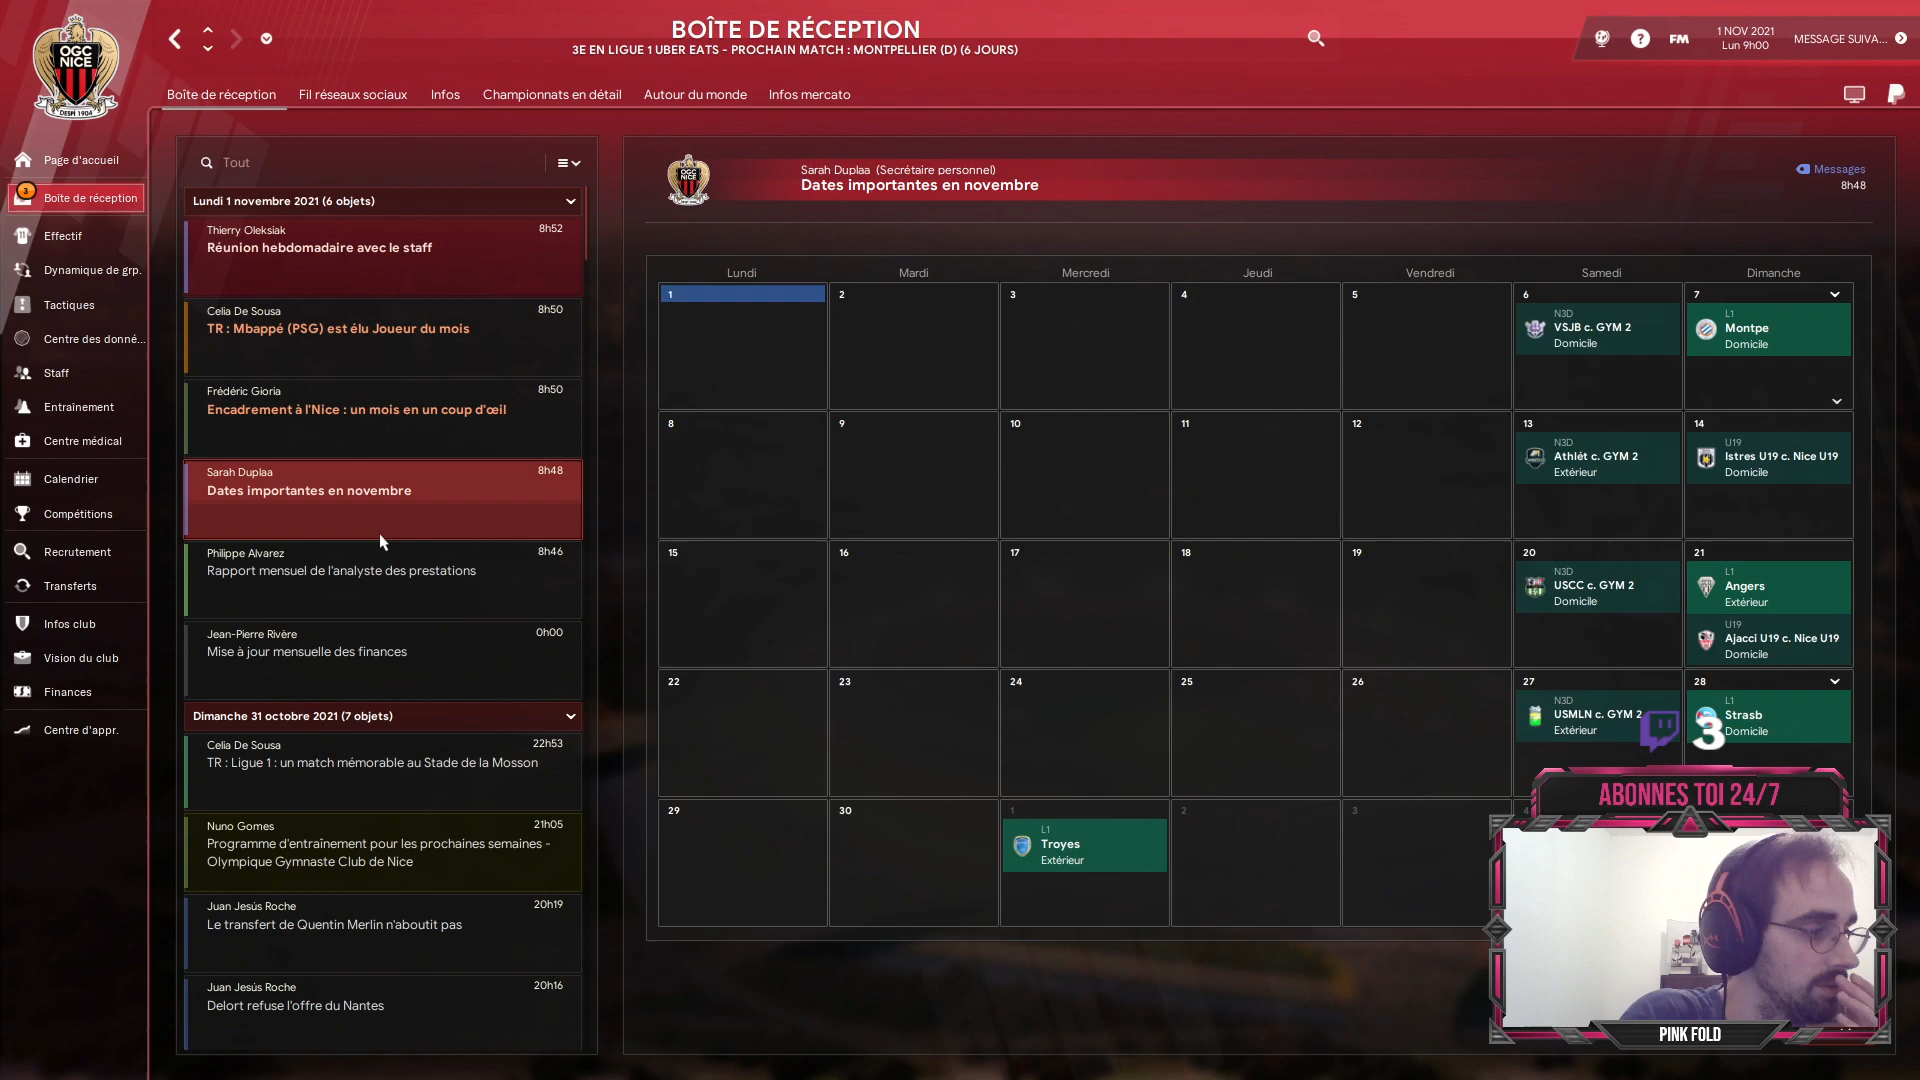 OGC
NICE
DESPI 1904
BOÎTE DE RÉCEPTION
3E EN LIGUE 1 UBER EATS - PROCHAIN MATCH : MONTPELLIER (D) (6 JOURS)
FM
1 NOV 2021
Lun 9h00
MESSAGE SUIVA...
Boîte de réception
Fil réseaux sociaux
Infos
Championnats en détail
Autour du monde
Infos mercato
Page d'accueil
3
Boîte de réception
Effectif
Dynamique de grp.
Tactiques
Centre des donné...
Staff
Entraînement
Centre médical
Calendrier
Compétitions
Recrutement
Transferts
Infos club
Vision du club
Finances
Centre d'appr.
Tout
Lundi 1 novembre 2021 (6 objets)
Thierry Oleksiak
8h52
Réunion hebdomadaire avec le staff
Celia De Sousa
8h50
TR : Mbappé (PSG) est élu Joueur du mois
Frédéric Gioria
8h50
Encadrement à l'Nice : un mois en un coup d'œil
Sarah Duplaa
8h48
Dates importantes en novembre
Philippe Alvarez
8h46
Rapport mensuel de l'analyste des prestations
Jean-Pierre Rivère
0h00
Mise à jour mensuelle des finances
Dimanche 31 octobre 2021 (7 objets)
Celia De Sousa
22h53
TR : Ligue 1 : un match mémorable au Stade de la Mosson
Nuno Gomes
21h05
Programme d'entraînement pour les prochaines semaines -
Olympique Gymnaste Club de Nice
Juan Jesús Roche
20h19
Le transfert de Quentin Merlin n'aboutit pas
Juan Jesús Roche
20h16
Delort refuse l'offre du Nantes
OGC
NICE
Sarah Duplaa (Secrétaire personnel)
Dates importantes en novembre
Messages
8h48
Lundi
Mardi
Mercredi
Jeudi
Vendredi
Samedi
Dimanche
1
2
3
4
5
6
N3D
VSJB c. GYM 2
Domicile
7
L1
Montpe
Domicile
8
9
10
11
12
13
N3D
Athlét c. GYM 2
Extérieur
14
U19
Istres U19 c. Nice U19
Domicile
15
16
17
18
19
20
N3D
USCC c. GYM 2
Domicile
21
L1
Angers
Extérieur
U19
Ajacci U19 c. Nice U19
Domicile
22
23
24
25
26
27
N3D
USMLN c. GYM 2
Extérieur
28
L1
Strasb
Domicile
3
29
30
1
L1
Troyes
Extérieur
2
3
4
ABONNES TOI 24/7
PINK FOLD